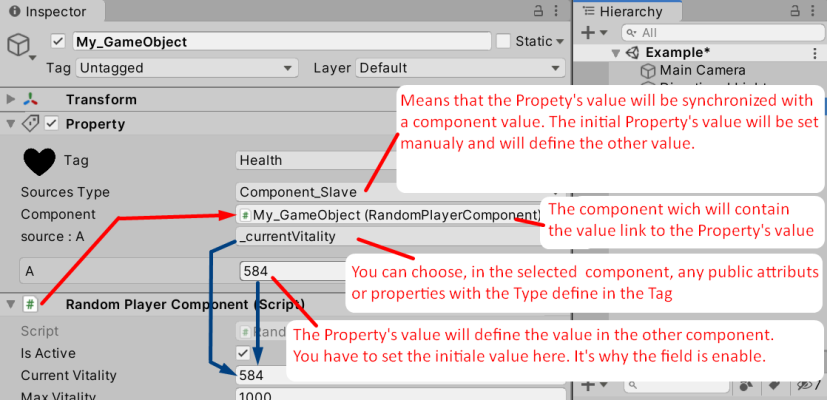 Inspector
Hierarchy
My_GameObject
Static
All
Tag Untagged
Layer Default
Example*
Main Camera
Transform
Property
Means that the Propety's value will be synchronized with
a component value. The initial Property's value will be set
manualy and will define the other value.
Tag
Health
Sources Type
Component_Slave
Component
# My_GameObject (RandomPlayerComponent)
The component wich will contain
the value link to the Property's value
source : A
_currentVitality
You can choose, in the selected component, any public attributs
or properties with the Type define in the Tag
A
584
# Random Player Component (Script)
The Property's value will define the value in the other component.
You have to set the initiale value here. It's why the field is enable.
Script
Is Active
Current Vitality
584
Max Vitality
1000
7